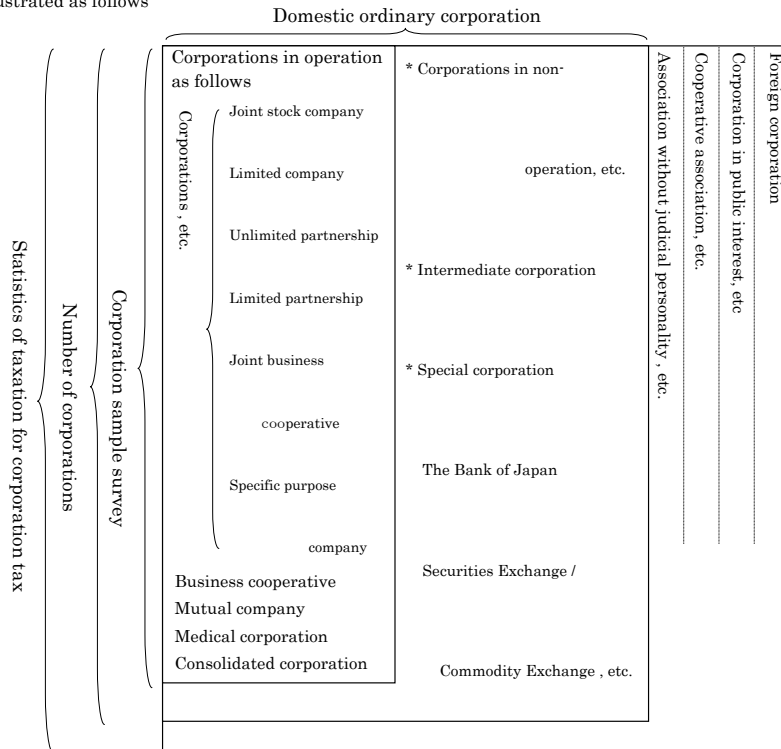 ustrated as follows
Domestic ordinary corporation
Corporations in operation
as follows
Corporations , etc.
Joint stock company
Limited company
Unlimited partnership
Limited partnership
Joint business
cooperative
Specific purpose
company
Business cooperative
Mutual company
Medical corporation
Consolidated corporation
* Corporations in non-
operation, etc.
* Intermediate corporation
* Special corporation
The Bank of Japan
Securities Exchange /
Commodity Exchange , etc.
Association without judicial personality , etc.
Cooperative association, etc.
Corporation in public interest, etc
Foreign corporation
Corporation sample survey
Number of corporations
Statistics of taxation for corporation tax